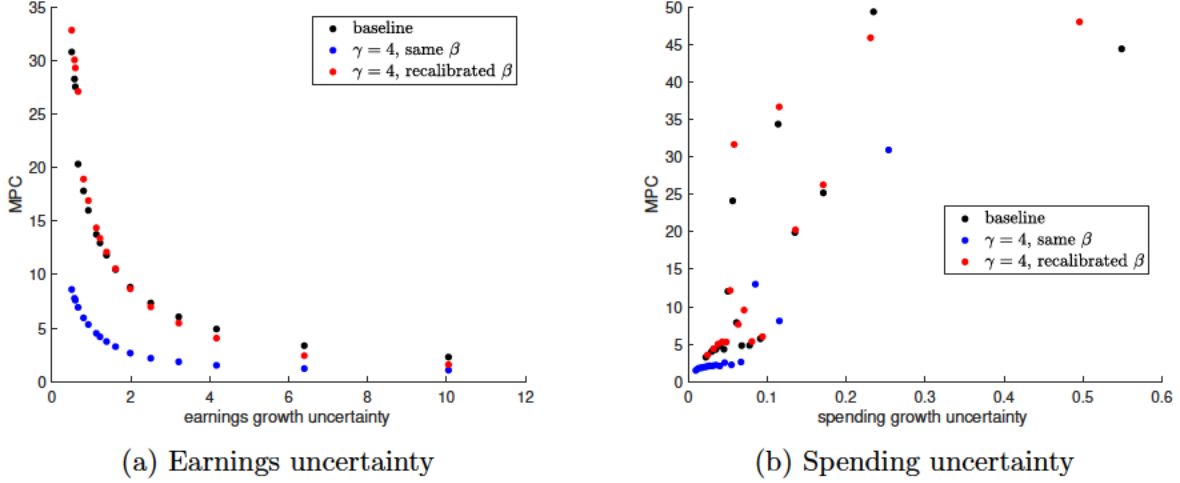 35
30
25
20
15
10
5
0
MPC
0 2 4 6 8 10 12
earnings growth uncertainty
baseline
γ = 4, same β
γ = 4, recalibrated β
(a) Earnings uncertainty
50
45
40
35
30
25
20
15
10
5
0
MPC
0 0.1 0.2 0.3 0.4 0.5 0.6
spending growth uncertainty
baseline
γ = 4, same β
γ = 4, recalibrated β
(b) Spending uncertainty